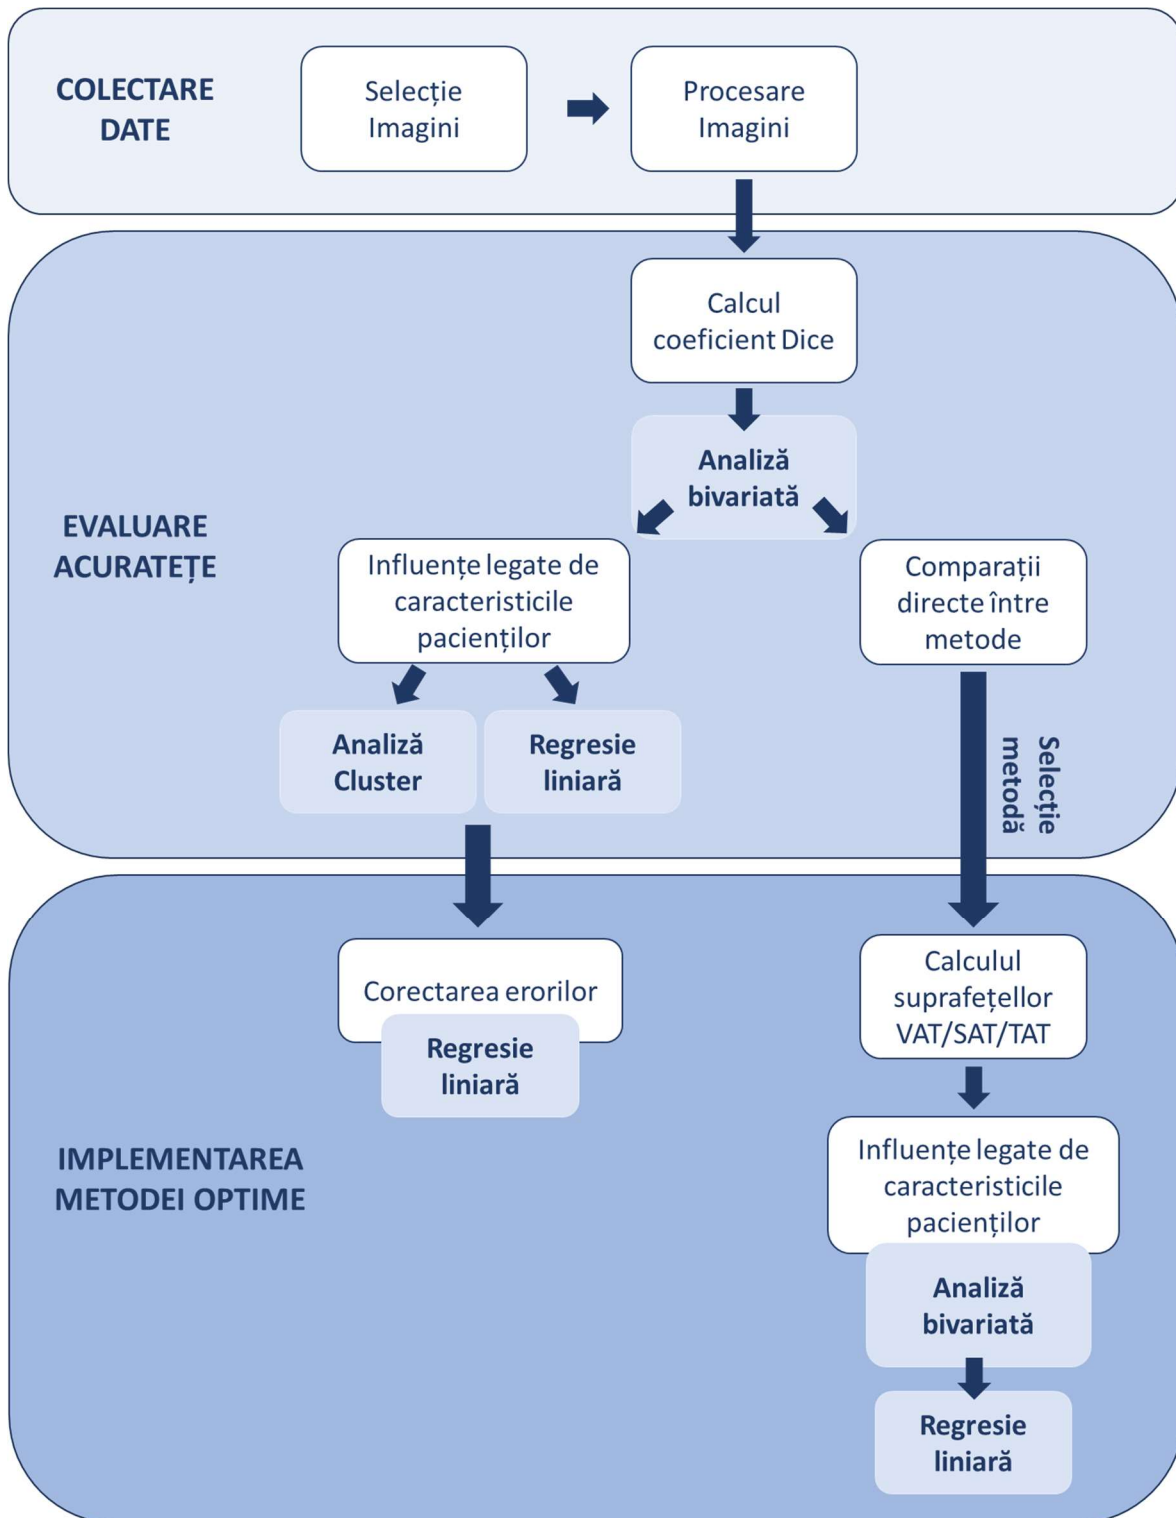 COLECTARE
DATE
Selecție
Imagini
Procesare
Imagini
EVALUARE
ACURATEȚE
Calcul
coeficient Dice
Analiză
bivariată
Influențe legate de
caracteristicile
pacienților
Comparații
directe între
metode
Analiză
Cluster
Regresie
liniară
Selecție
metodă
IMPLEMENTAREA
METODEI OPTIME
Corectarea erorilor
Regresie
liniară
Calculul
suprafețellor
VAT/SAT/TAT
Influențe legate de
caracteristicile
pacienților
Analiză
bivariată
Regresie
liniară